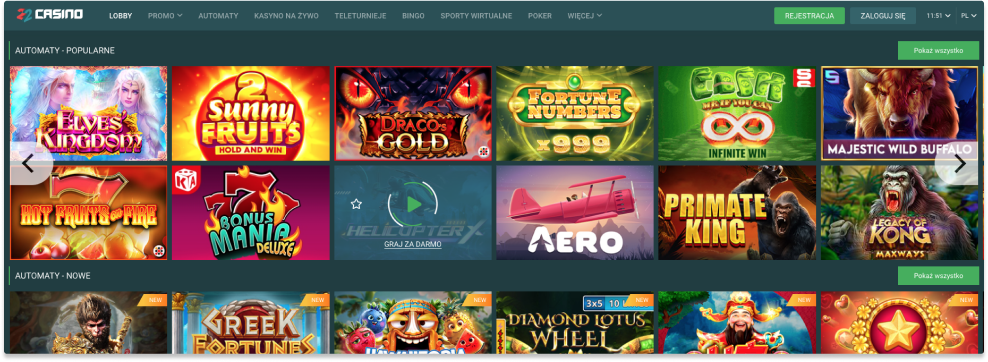 22 CASINO
LOBBY PROMO AUTOMATY KASYNO NA ŻYWO TELETURNIEJE BINGO SPORTY WIRTUALNE POKER WIĘCEJ REJESTRACJA ZALOGUJ SIĘ 11:51 PL
AUTOMATY - POPULARNE Pokaż wszystko
ELVES' KINGDOM
2 Sunny FRUITS HOLD AND WIN
DRACO'S GOLD
FORTUNE NUMBERS x999
INFINITE WIN
MAJESTIC WILD BUFFALO
HOT FRUITS ON FIRE
KA 7 BONUS MANIA DELUXE
HELICOPTER X
GRAJ ZA DARMO
AERO
PRIMATE KING
LEGACY OF KONG MAXWAYS
AUTOMATY - NOWE Pokaż wszystko
NEW
GREEK FORTUNES NEW
NEW
3x5 10 NEW
DIAMOND LOTUS WHEEL
NEW
NEW